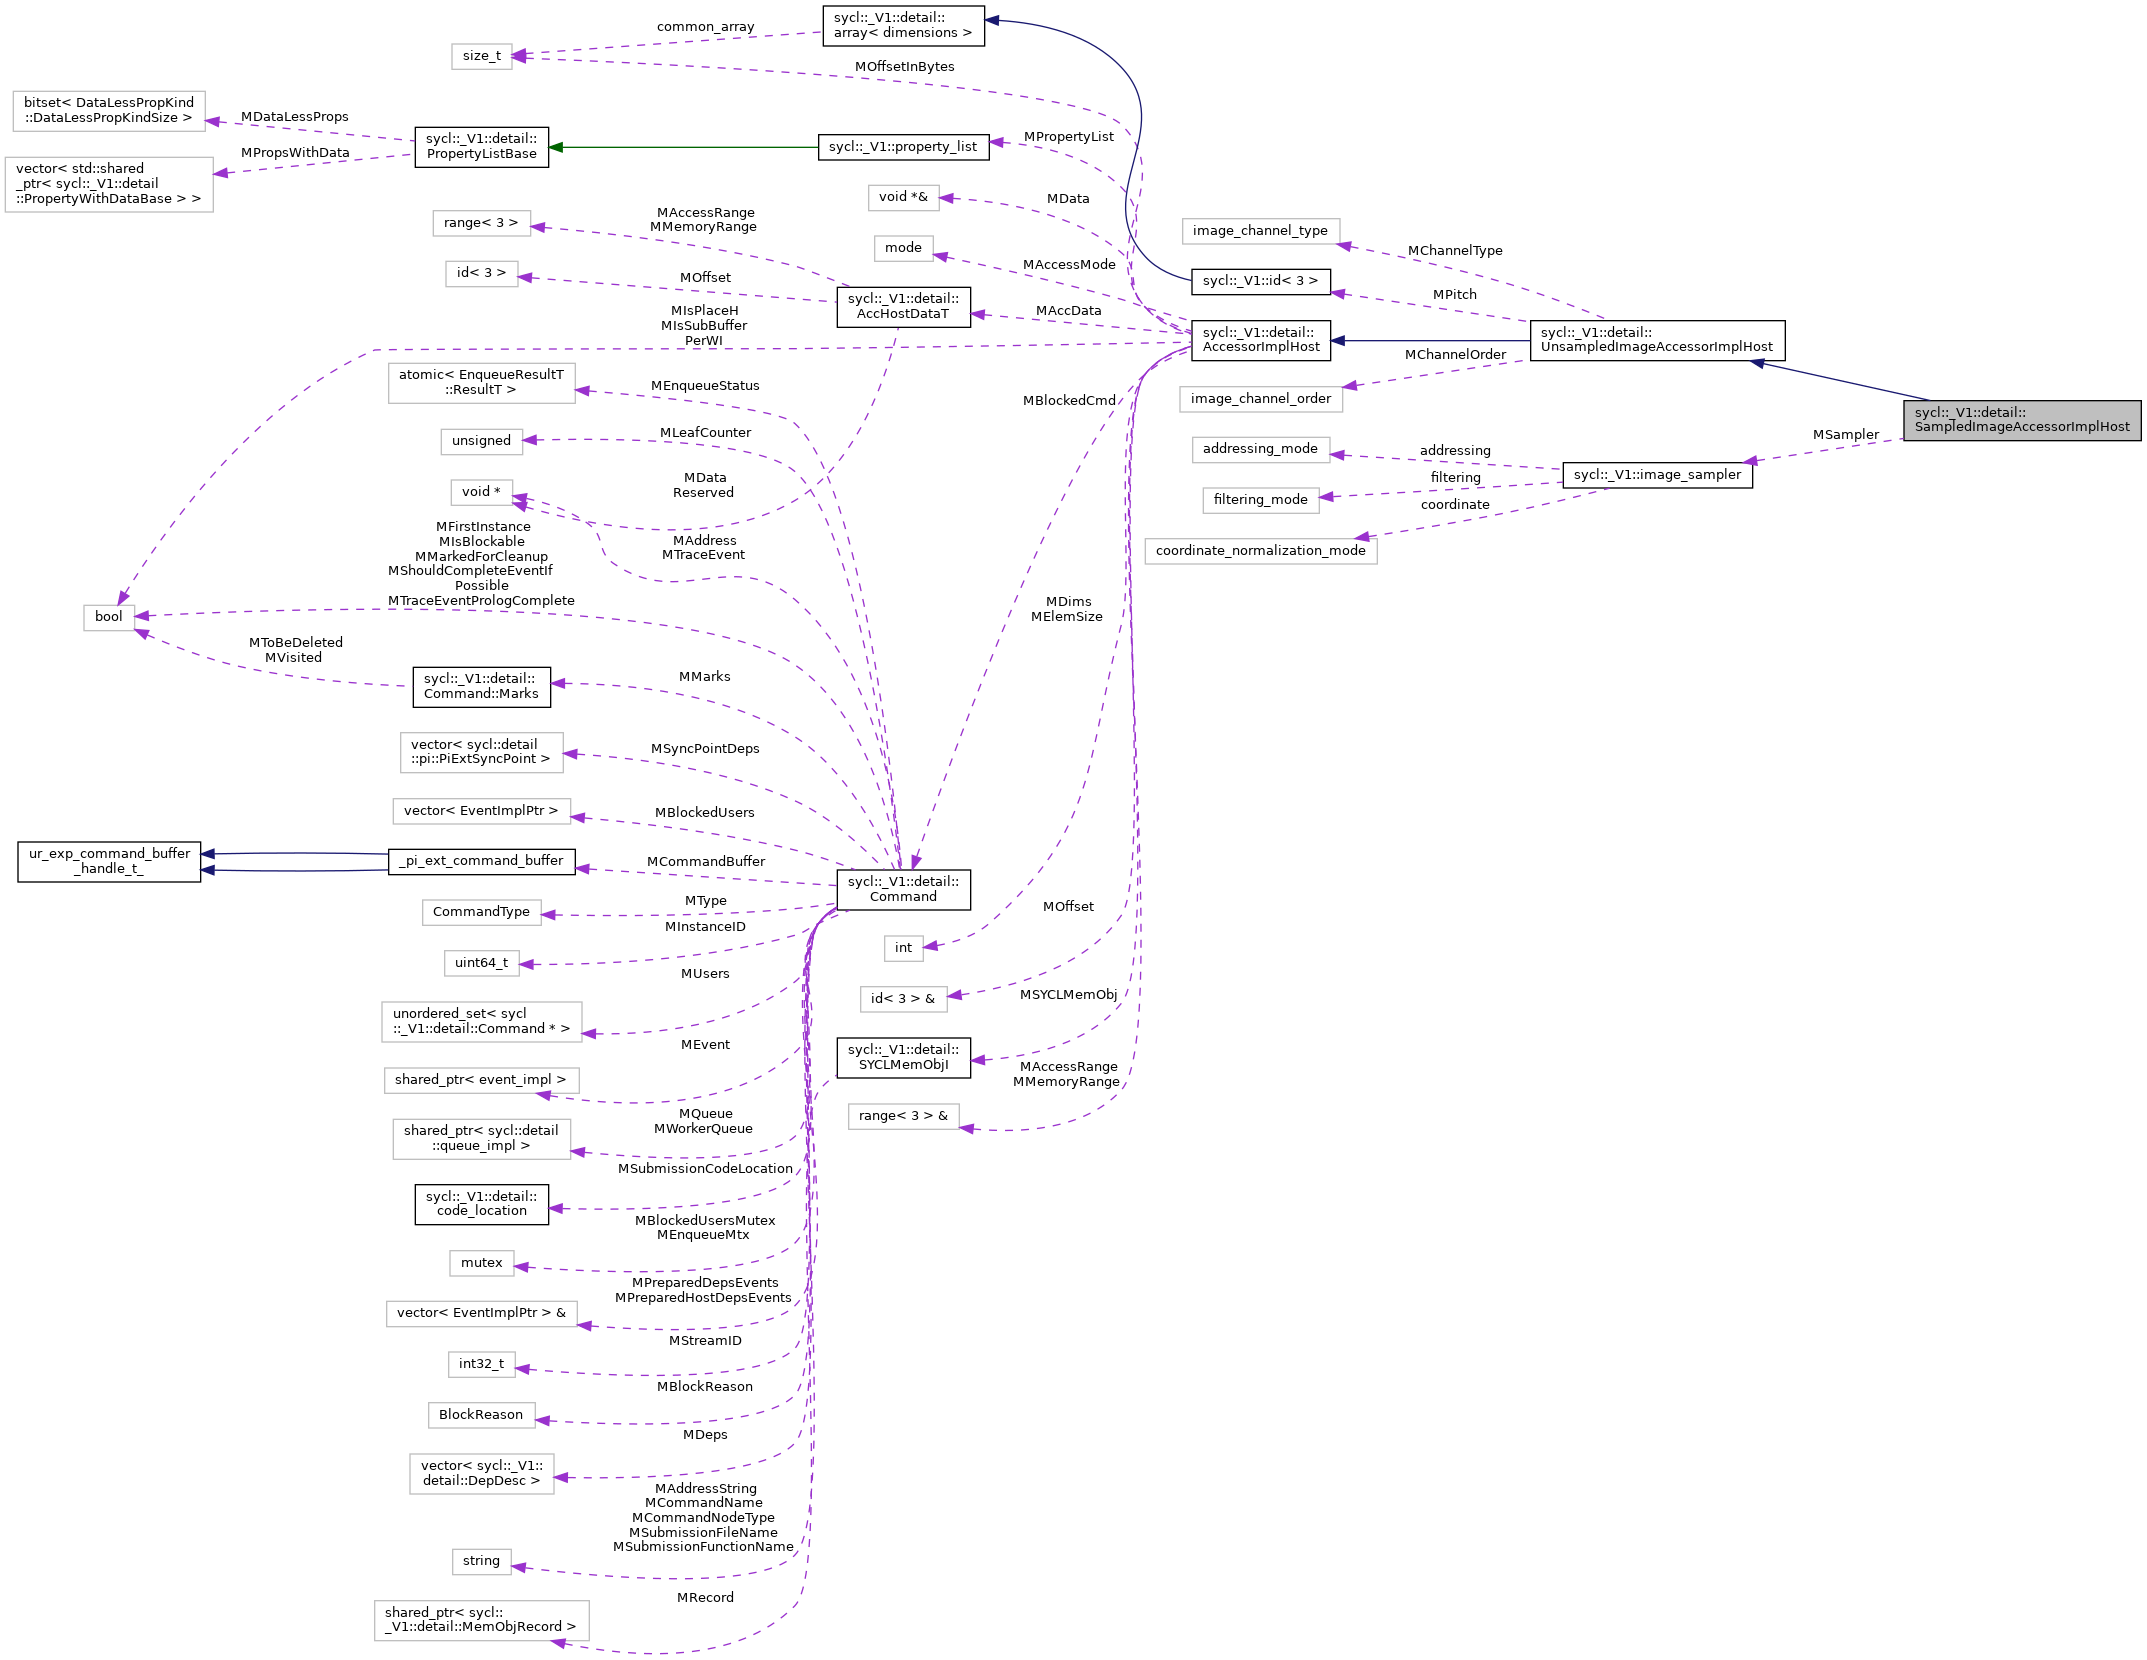 sycl::_V1::detail::
array< dimensions >
common_array
size_t
MOffsetInBytes
bitset< DataLessPropKind
::DataLessPropKindSize >
MDataLessProps
sycl::_V1::detail::
PropertyListBase
MPropsWithData
vector< std::shared
_ptr< sycl::_V1::detail
::PropertyWithDataBase > >
sycl::_V1::property_list
MPropertyList
void *&
MData
range< 3 >
MAccessRange
MMemoryRange
mode
MAccessMode
id< 3 >
MOffset
sycl::_V1::detail::
AccHostDataT
MAccData
image_channel_type
MChannelType
sycl::_V1::id< 3 >
MPitch
sycl::_V1::detail::
AccessorImplHost
sycl::_V1::detail::
UnsampledImageAccessorImplHost
MIsPlaceH
MIsSubBuffer
PerWI
MChannelOrder
image_channel_order
sycl::_V1::detail::
SampledImageAccessorImplHost
MSampler
addressing_mode
addressing
sycl::_V1::image_sampler
filtering
filtering_mode
coordinate
coordinate_normalization_mode
atomic< EnqueueResultT
::ResultT >
MEnqueueStatus
MBlockedCmd
unsigned
MLeafCounter
void *
MData
Reserved
MAddress
MTraceEvent
MFirstInstance
MIsBlockable
MMarkedForCleanup
MShouldCompleteEventIf
Possible
MTraceEventPrologComplete
bool
MToBeDeleted
MVisited
MDims
MElemSize
sycl::_V1::detail::
Command::Marks
MMarks
vector< sycl::detail
::pi::PiExtSyncPoint >
MSyncPointDeps
vector< EventImplPtr >
MBlockedUsers
ur_exp_command_buffer
_handle_t_
_pi_ext_command_buffer
MCommandBuffer
sycl::_V1::detail::
Command
CommandType
MType
MInstanceID
uint64_t
int
MOffset
id< 3 > &
MUsers
unordered_set< sycl
::_V1::detail::Command * >
MSYCLMemObj
sycl::_V1::detail::
SYCLMemObjI
MEvent
shared_ptr< event_impl >
MAccessRange
MMemoryRange
range< 3 > &
MQueue
MWorkerQueue
shared_ptr< sycl::detail
::queue_impl >
MSubmissionCodeLocation
sycl::_V1::detail::
code_location
MBlockedUsersMutex
MEnqueueMtx
mutex
MPreparedDepsEvents
MPreparedHostDepsEvents
vector< EventImplPtr > &
MStreamID
int32_t
MBlockReason
BlockReason
MDeps
vector< sycl::_V1::
detail::DepDesc >
MAddressString
MCommandName
MCommandNodeType
MSubmissionFileName
MSubmissionFunctionName
string
MRecord
shared_ptr< sycl::
_V1::detail::MemObjRecord >